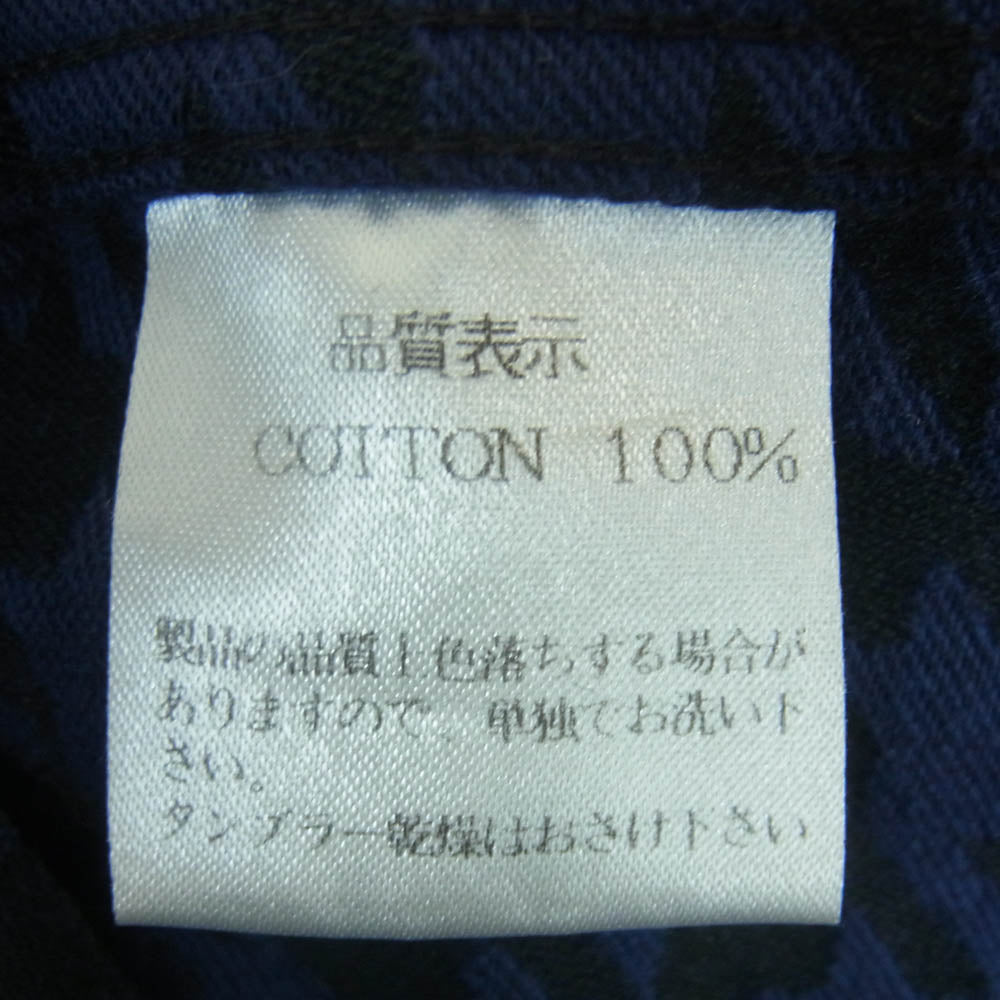 品質表示
COTTON 100%
製品の品質上色落ちする場合が
ありますので、単独でお洗い下
さい。
タンブラー乾燥はおさけ下さい